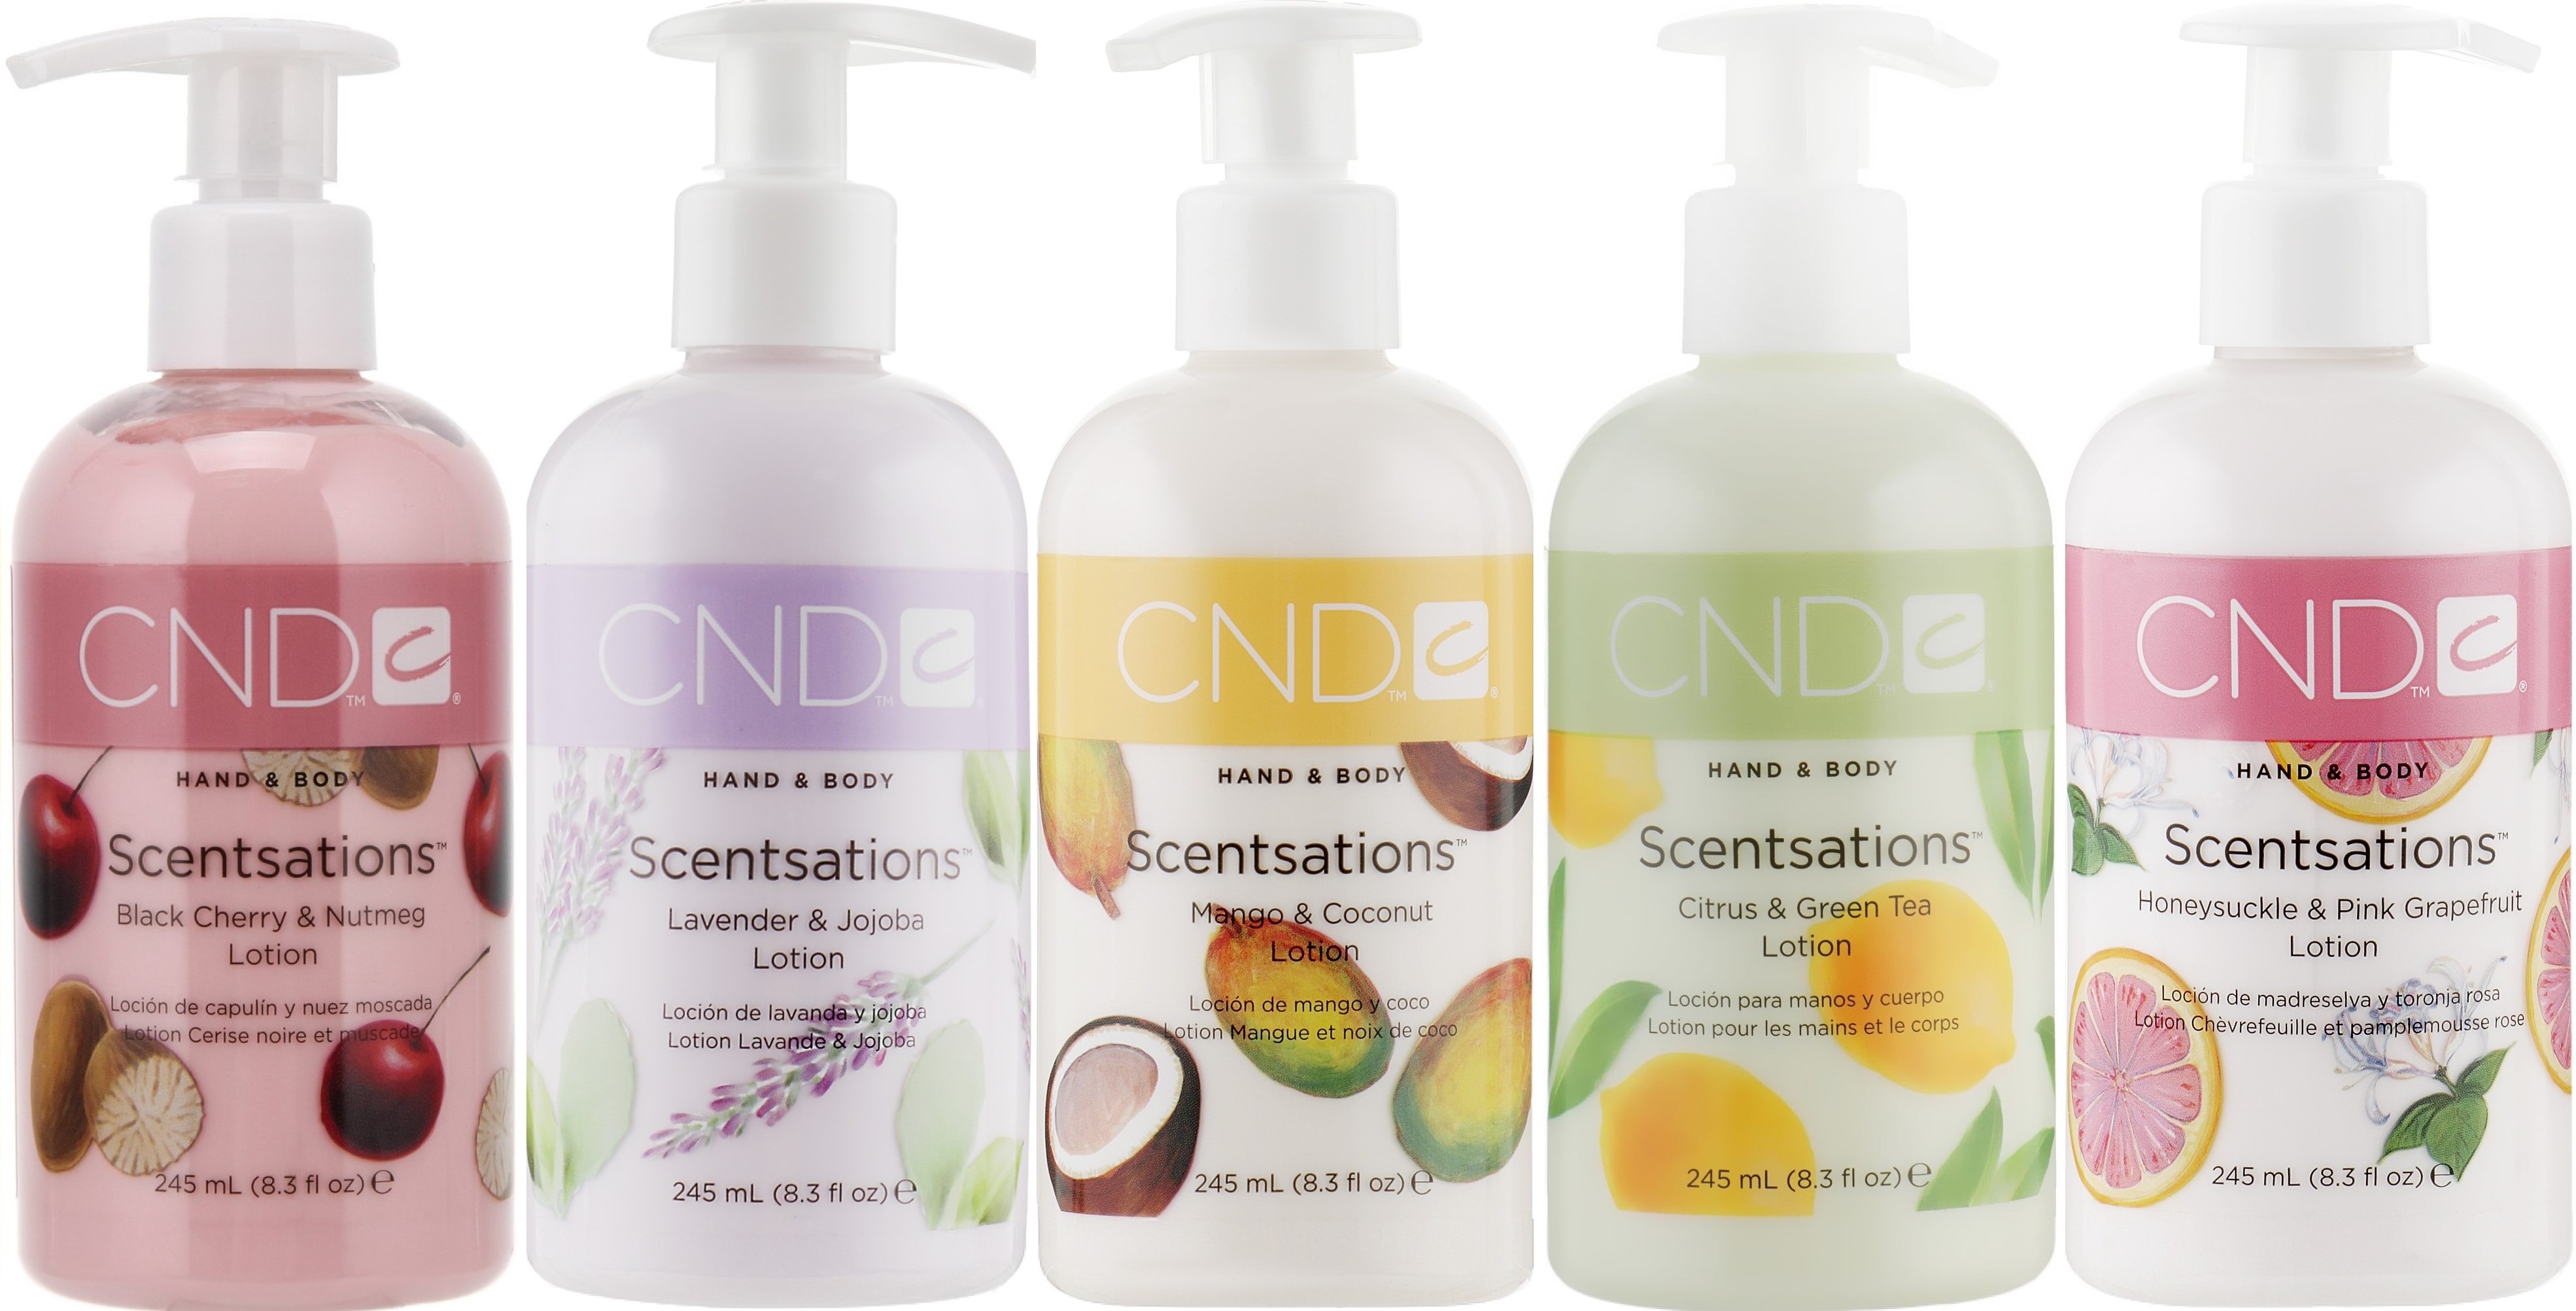 CND™ C®
HAND & BODY
Scentsations™
Black Cherry & Nutmeg
Lotion
Loción de capulín y nuez moscada
Lotion Cerise noire et muscade
245 mL (8.3 fl oz) ℮
CND™ C®
HAND & BODY
Scentsations™
Lavender & Jojoba
Lotion
Loción de lavanda y jojoba
Lotion Lavande & Jojoba
245 mL (8.3 fl oz) ℮
CND™ C®
HAND & BODY
Scentsations™
Mango & Coconut
Lotion
Loción de mango y coco
Lotion Mangue et noix de coco
245 mL (8.3 fl oz) ℮
CND™ C®
HAND & BODY
Scentsations™
Citrus & Green Tea
Lotion
Loción para manos y cuerpo
Lotion pour les mains et le corps
245 mL (8.3 fl oz) ℮
CND™ C®
HAND & BODY
Scentsations™
Honeysuckle & Pink Grapefruit
Lotion
Loción de madreselva y toronja rosa
Lotion Chèvrefeuille et pamplemousse rose
245 mL (8.3 fl oz) ℮